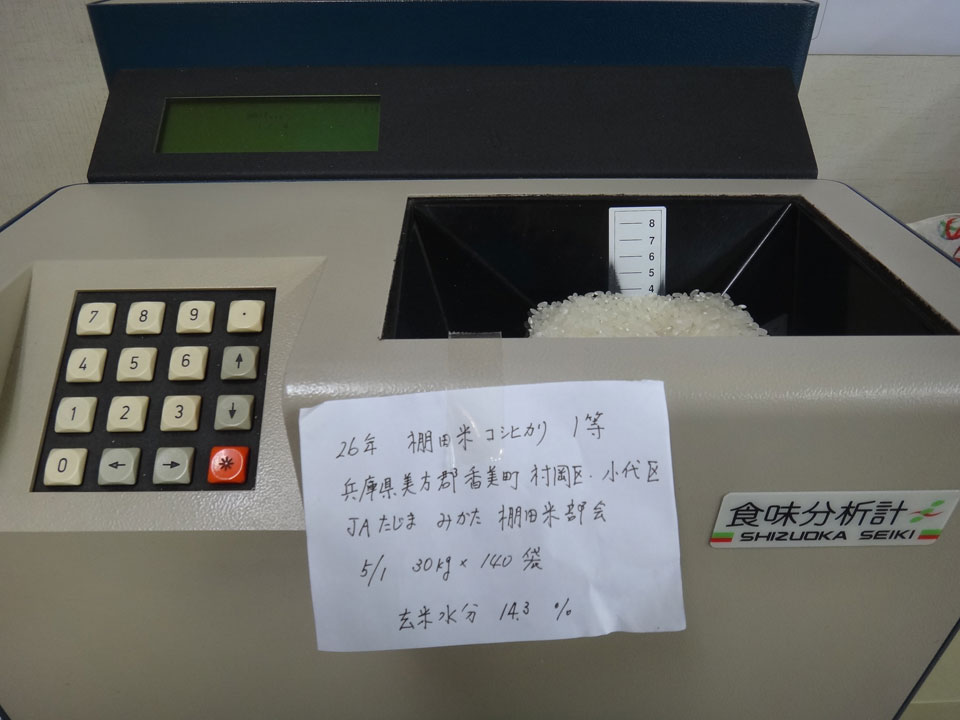 8
7
6
5
4
7 8 9 .
4 5 6 ↑
1 2 3 ↓
0 ← → *
26年 棚田米コシヒカリ 1等
兵庫県美方郡香美町村岡区・小代区
JAたじま みかた 棚田米部会
5/1 30kg×140袋
玄米水分 14.3 %
食味分析計
SHIZUOKA SEIKI